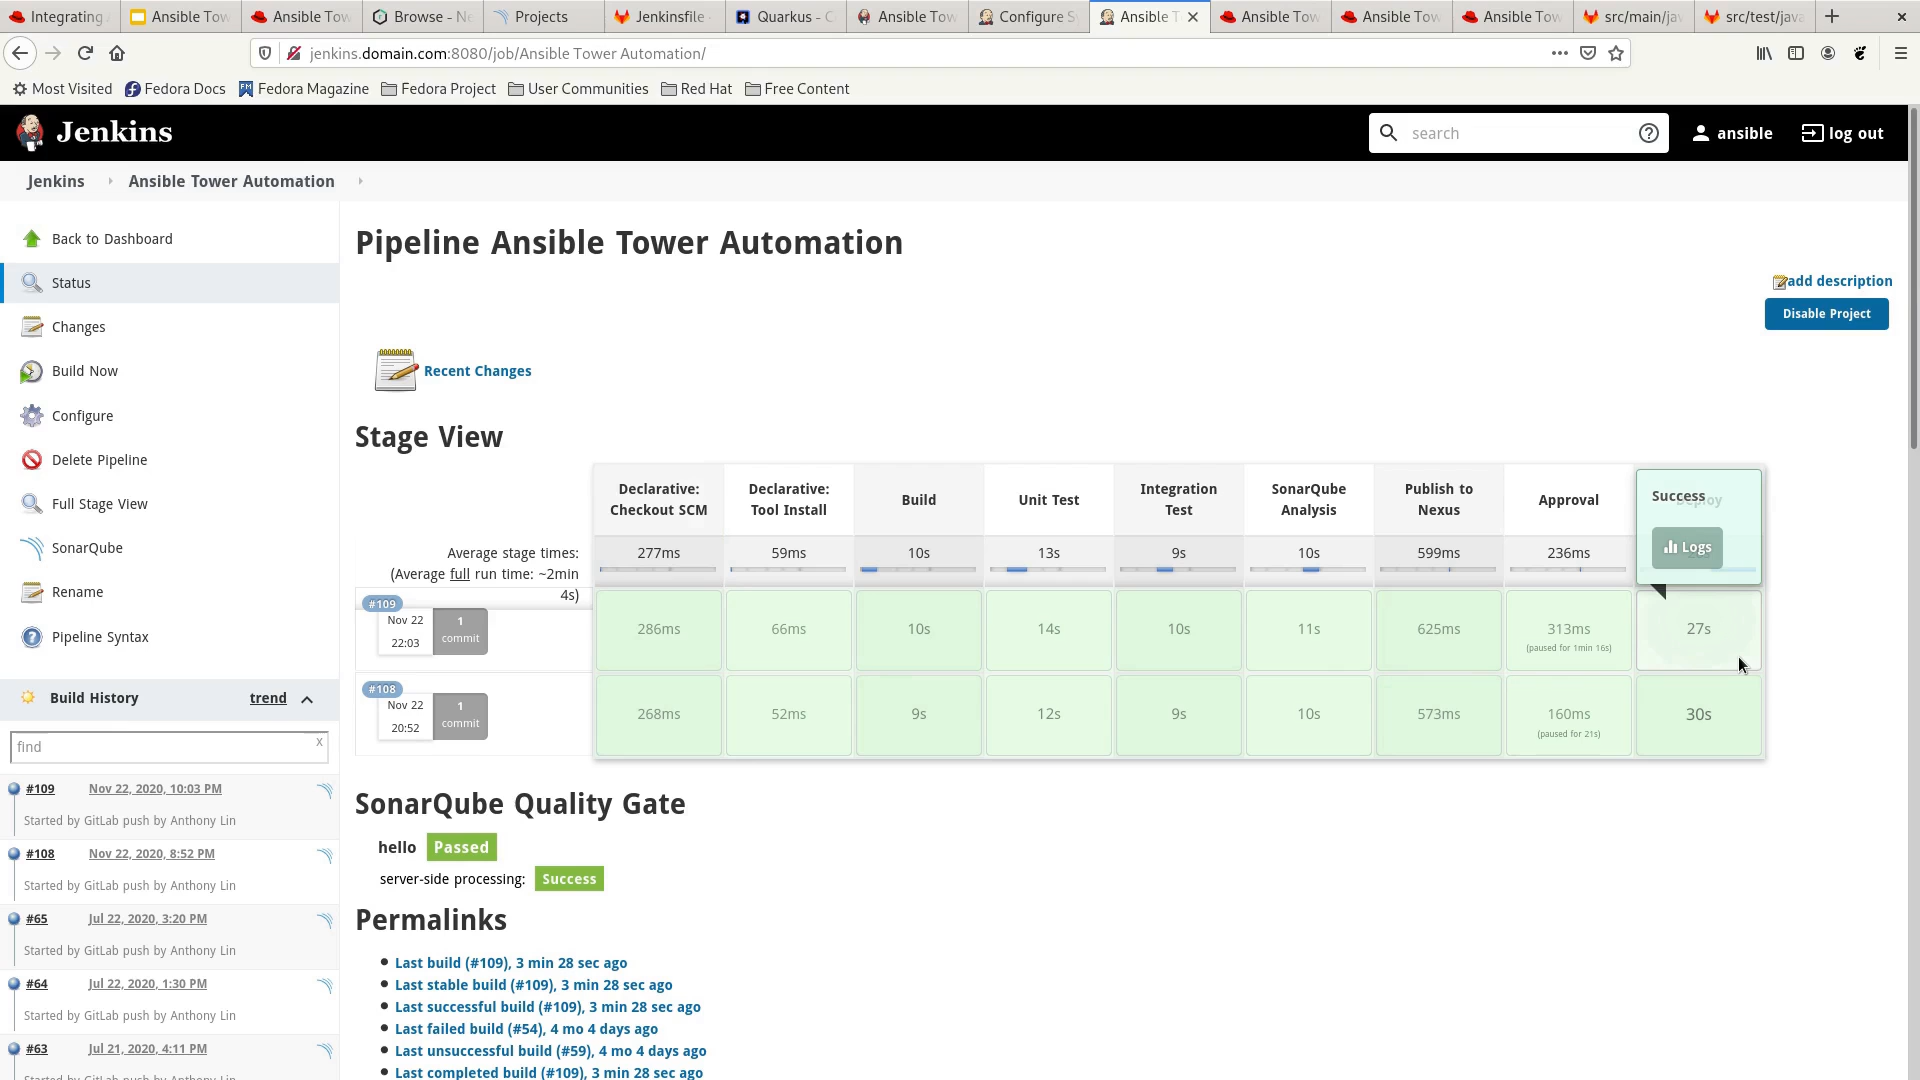 Integrating
Ansible Tow
Ansible Tow
Browse - Ne
Projects
Jenkinsfile
Quarkus - C
Ansible Tow
Configure S
Ansible T
Ansible Tow
Ansible Tow
Ansible Tow
src/main/jav
src/test/java
jenkins.domain.com:8080/job/Ansible Tower Automation/
Most Visited
Fedora Docs
Fedora Magazine
Fedora Project
User Communities
Red Hat
Free Content
Jenkins
search
ansible
log out
Jenkins
Ansible Tower Automation
Back to Dashboard
Status
Changes
Build Now
Configure
Delete Pipeline
Full Stage View
SonarQube
Rename
Pipeline Syntax
Build History
trend
find
x
#109 Nov 22, 2020, 10:03 PM
Started by GitLab push by Anthony Lin
#108 Nov 22, 2020, 8:52 PM
Started by GitLab push by Anthony Lin
#65 Jul 22, 2020, 3:20 PM
Started by GitLab push by Anthony Lin
#64 Jul 22, 2020, 1:30 PM
Started by GitLab push by Anthony Lin
#63 Jul 21, 2020, 4:11 PM
Started by GitLab push by Anthony Lin
Pipeline Ansible Tower Automation
add description
Disable Project
Recent Changes
Stage View
Declarative: Checkout SCM
Declarative: Tool Install
Build
Unit Test
Integration Test
SonarQube Analysis
Publish to Nexus
Approval
Deploy
Success
Logs
Average stage times:
(Average full run time: ~2min
4s)
277ms 59ms 10s 13s 9s 10s 599ms 236ms
#109
Nov 22
22:03
1
commit
286ms 66ms 10s 14s 10s 11s 625ms 313ms 27s
(paused for 1min 16s)
#108
Nov 22
20:52
1
commit
268ms 52ms 9s 12s 9s 10s 573ms 160ms 30s
(paused for 21s)
SonarQube Quality Gate
hello Passed
server-side processing: Success
Permalinks
Last build (#109), 3 min 28 sec ago
Last stable build (#109), 3 min 28 sec ago
Last successful build (#109), 3 min 28 sec ago
Last failed build (#54), 4 mo 4 days ago
Last unsuccessful build (#59), 4 mo 4 days ago
Last completed build (#109), 3 min 28 sec ago